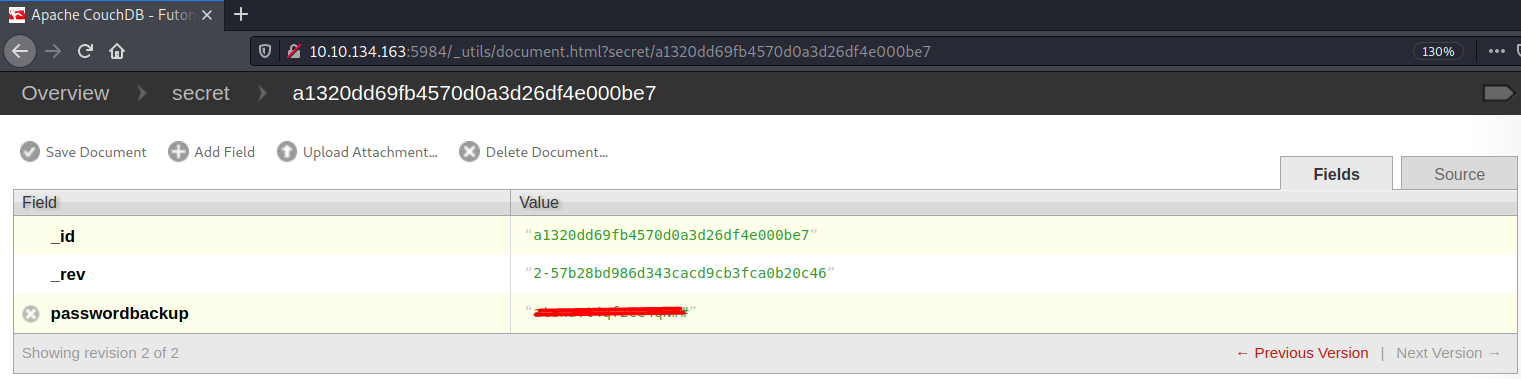 Apache CouchDB - Futon
10.10.134.163:5984/_utils/document.html?secret/a1320dd69fb4570d0a3d26df4e000be7 130%
Overview secret a1320dd69fb4570d0a3d26df4e000be7
Save Document Add Field Upload Attachment... Delete Document...
Fields Source
Field Value
_id "a1320dd69fb4570d0a3d26df4e000be7"
_rev "2-57b28bd986d343cacd9cb3fca0b20c46"
passwordbackup
Showing revision 2 of 2 ← Previous Version | Next Version →